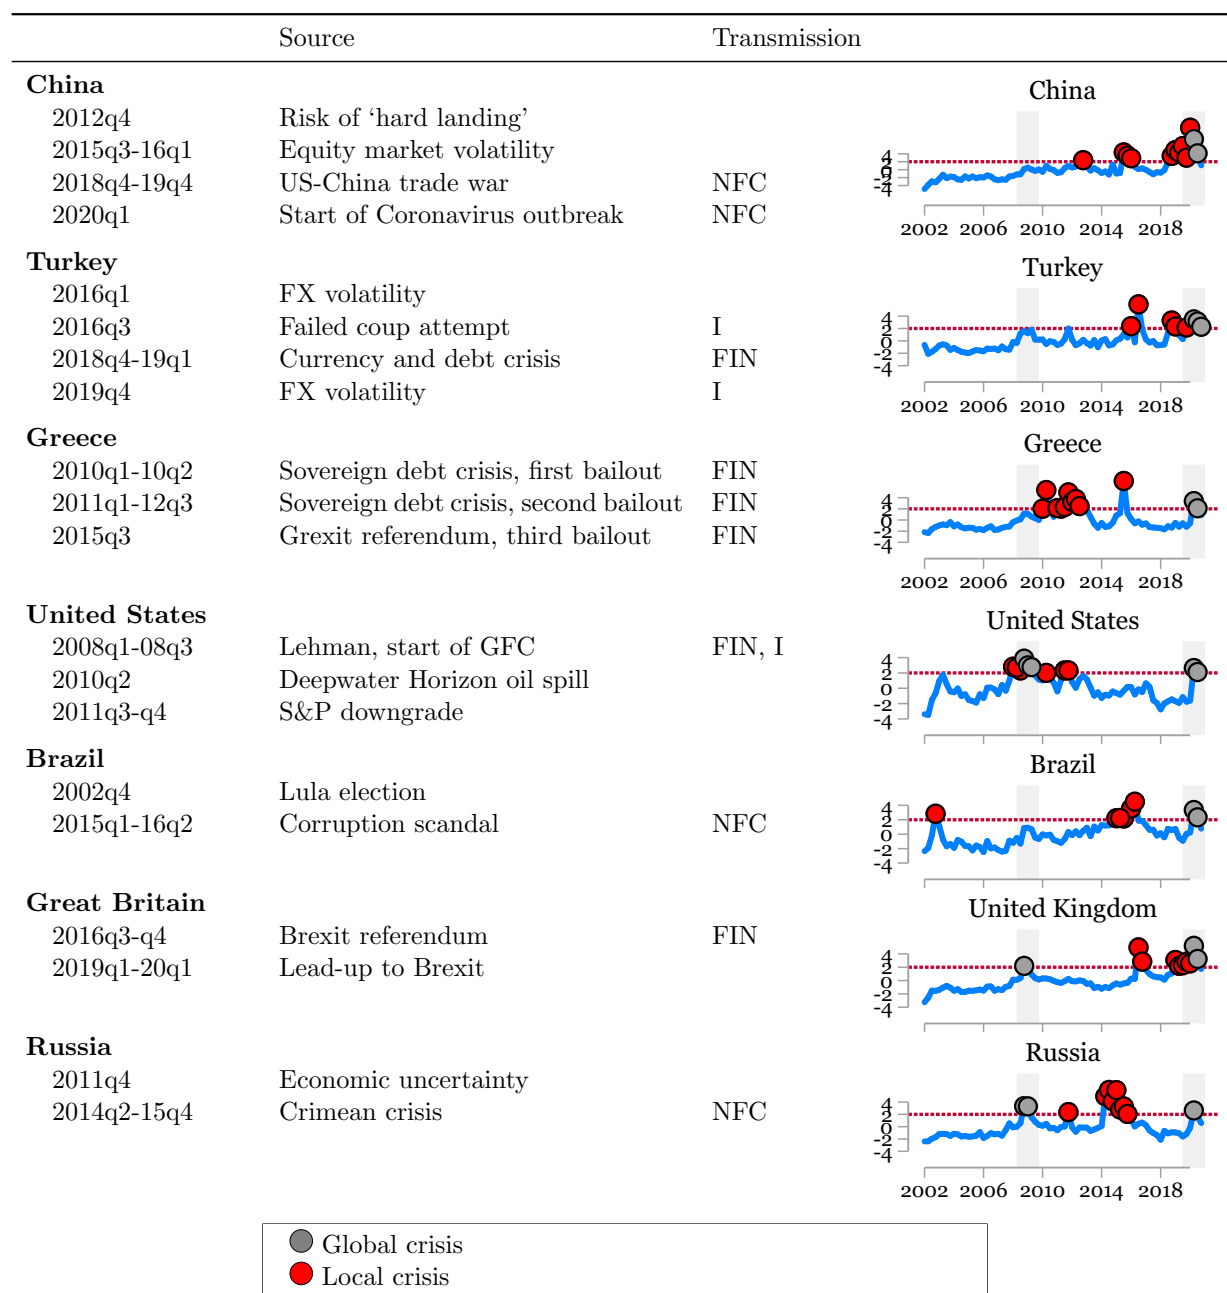 Source Transmission
China
2012q4 Risk of ‘hard landing’
2015q3-16q1 Equity market volatility
2018q4-19q4 US-China trade war NFC
2020q1 Start of Coronavirus outbreak NFC
China
4
2
0
-2
-4
2002 2006 2010 2014 2018
Turkey
2016q1 FX volatility
2016q3 Failed coup attempt I
2018q4-19q1 Currency and debt crisis FIN
2019q4 FX volatility I
Turkey
4
2
0
-2
-4
2002 2006 2010 2014 2018
Greece
2010q1-10q2 Sovereign debt crisis, first bailout FIN
2011q1-12q3 Sovereign debt crisis, second bailout FIN
2015q3 Grexit referendum, third bailout FIN
Greece
4
2
0
-2
-4
2002 2006 2010 2014 2018
United States
2008q1-08q3 Lehman, start of GFC FIN, I
2010q2 Deepwater Horizon oil spill
2011q3-q4 S&P downgrade
United States
4
2
0
-2
-4
Brazil
2002q4 Lula election
2015q1-16q2 Corruption scandal NFC
Brazil
4
2
0
-2
-4
Great Britain
2016q3-q4 Brexit referendum FIN
2019q1-20q1 Lead-up to Brexit
United Kingdom
4
2
0
-2
-4
Russia
2011q4 Economic uncertainty
2014q2-15q4 Crimean crisis NFC
Russia
4
2
0
-2
-4
2002 2006 2010 2014 2018
Global crisis
Local crisis